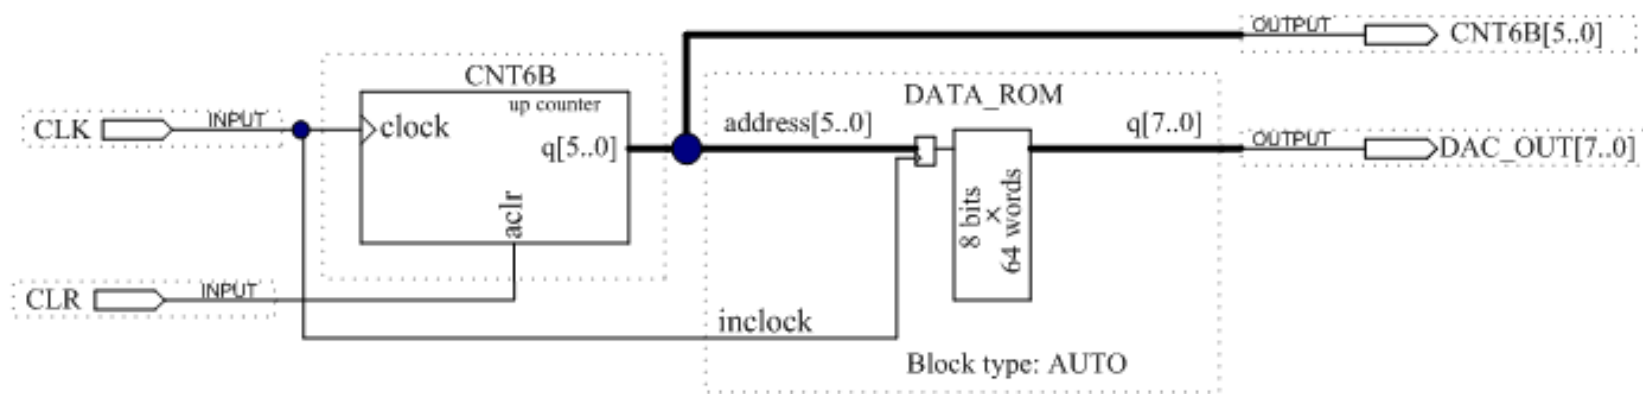 OUTPUT
CNT6B[5..0]
CNT6B
up counter
DATA_ROM
CLK
INPUT
clock
q[5..0]
address[5..0]
q[7..0]
OUTPUT
DAC_OUT[7..0]
aclr
8 bits
×
64 words
CLR
INPUT
inclock
Block type: AUTO